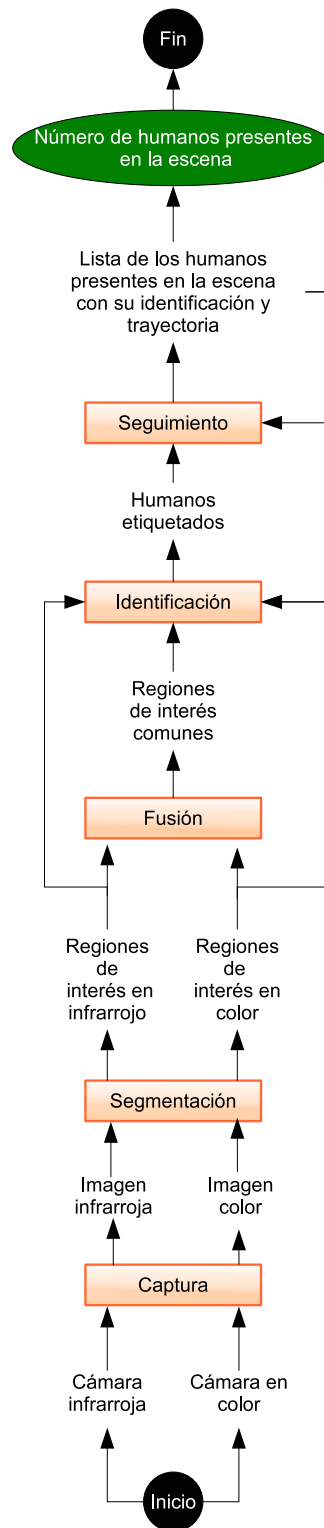 Fin
Número de humanos presentes
en la escena
Lista de los humanos
presentes en la escena
con su identificación y
trayectoria
Seguimiento
Humanos
etiquetados
Identificación
Regiones
de interés
comunes
Fusión
Regiones
de
interés en
infrarrojo
Regiones
de
interés en
color
Segmentación
Imagen
infrarroja
Imagen
color
Captura
Cámara
infrarroja
Cámara en
color
Inicio